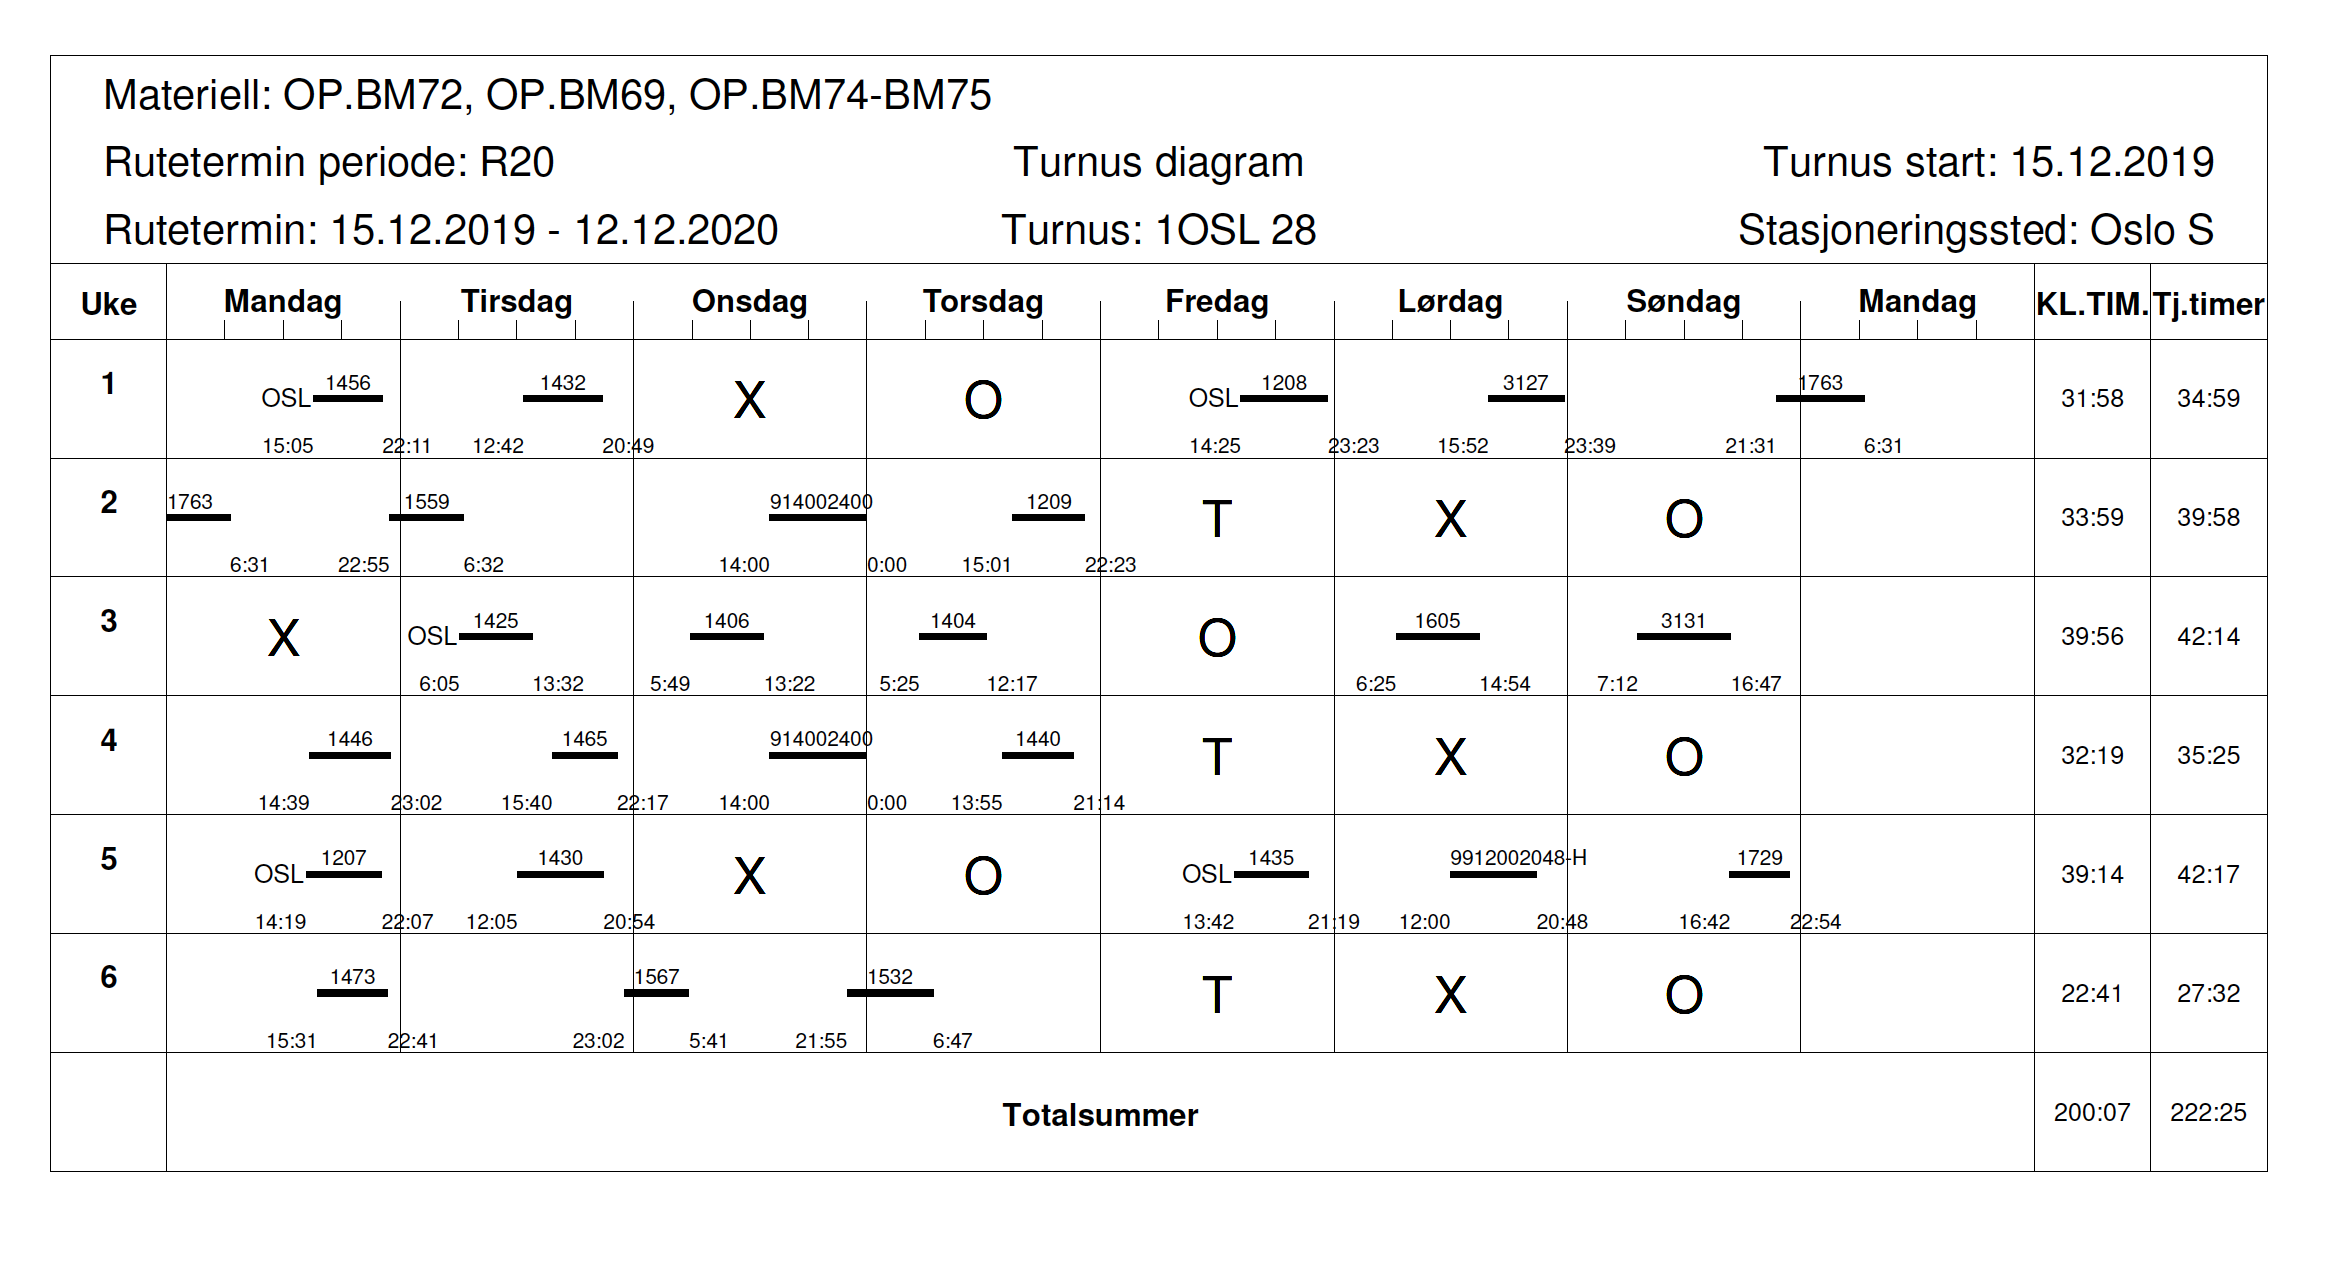 Materiell: OP.BM72, OP.BM69, OP.BM74-BM75
Rutetermin periode: R20 Turnus diagram Turnus start: 15.12.2019
Rutetermin: 15.12.2019 - 12.12.2020 Turnus: 1OSL 28 Stasjoneringssted: Oslo S
Uke Mandag Tirsdag Onsdag Torsdag Fredag Lørdag Søndag Mandag KL.TIM. Tj.timer
1 OSL 1456 1432 X O OSL 1208 3127 1763 31:58 34:59
15:05 22:11 12:42 20:49 14:25 23:23 15:52 23:39 21:31 6:31
2 1763 1559 914002400 1209 T X O 33:59 39:58
6:31 22:55 6:32 14:00 0:00 15:01 22:23
3 X OSL 1425 1406 1404 O 1605 3131 39:56 42:14
6:05 13:32 5:49 13:22 5:25 12:17 6:25 14:54 7:12 16:47
4 1446 1465 914002400 1440 T X O 32:19 35:25
14:39 23:02 15:40 22:17 14:00 0:00 13:55 21:14
5 OSL 1207 1430 X O OSL 1435 9912002048-H 1729 39:14 42:17
14:19 22:07 12:05 20:54 13:42 21:19 12:00 20:48 16:42 22:54
6 1473 1567 1532 T X O 22:41 27:32
15:31 22:41 23:02 5:41 21:55 6:47
Totalsummer 200:07 222:25